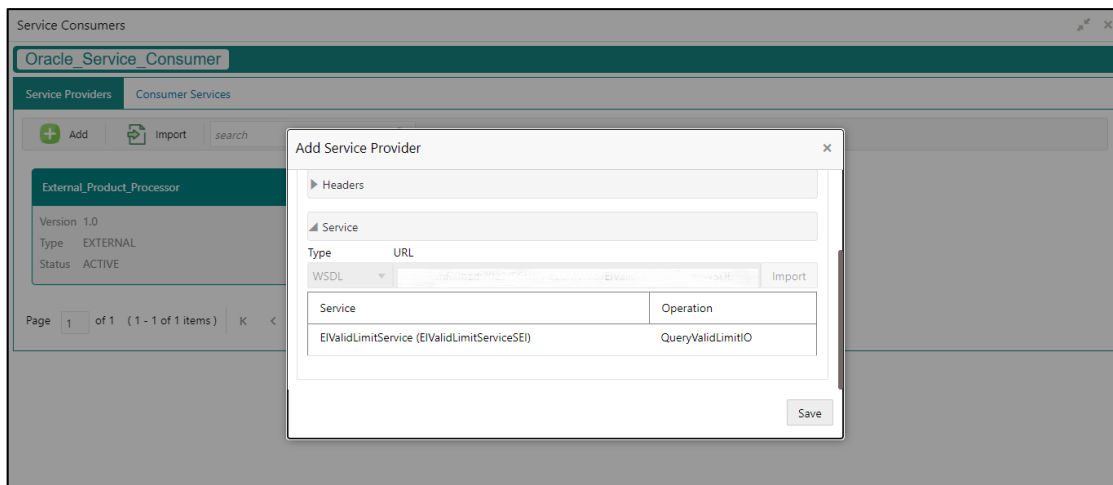 Service Consumers
Oracle_Service_Consumer
Service Providers Consumer Services
Add Import search
Add Service Provider
External_Product_Processor
Version 1.0
Type EXTERNAL
Status ACTIVE
Page 1 of 1 (1 - 1 of 1 items) K <
Headers
Service
Type URL
WSDL Import
Service Operation
EIValidLimitService (EIValidLimitServiceSEI) QueryValidLimitIO
Save